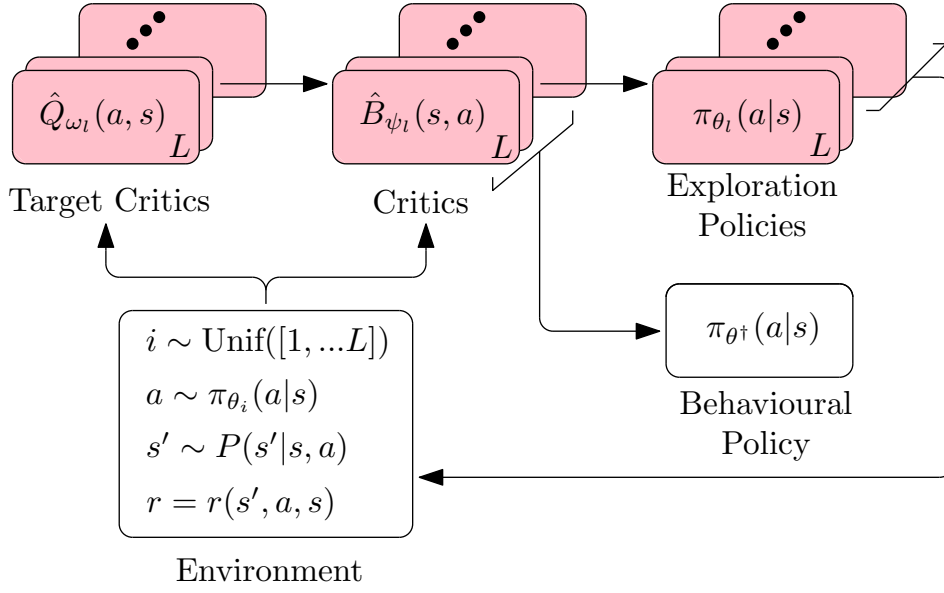 Q̂_{ω_l}(a, s)
L
Target Critics
B̂_{ψ_l}(s, a)
L
Critics
π_{θ_l}(a|s)
L
Exploration
Policies
π_{θ^†}(a|s)
Behavioural
Policy
i ∼ Unif([1, ...L])
a ∼ π_{θ_i}(a|s)
s′ ∼ P(s′|s, a)
r = r(s′, a, s)
Environment